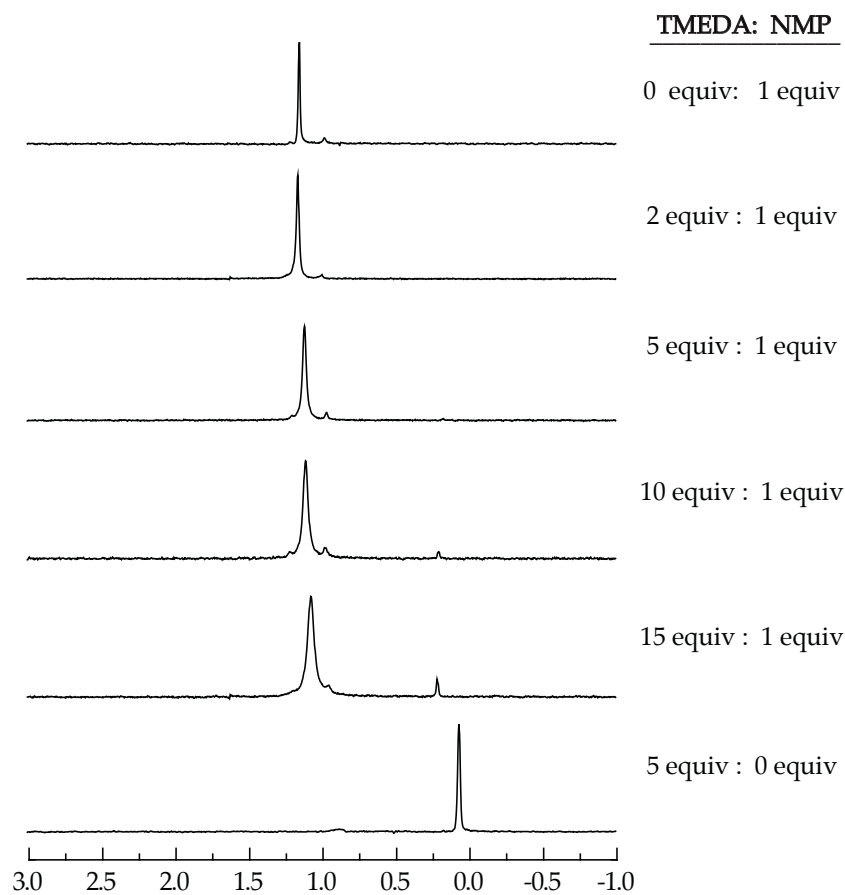 TMEDA: NMP
0 equiv: 1 equiv
2 equiv : 1 equiv
5 equiv : 1 equiv
10 equiv : 1 equiv
15 equiv : 1 equiv
5 equiv : 0 equiv
3.0 2.5 2.0 1.5 1.0 0.5 0.0 -0.5 -1.0